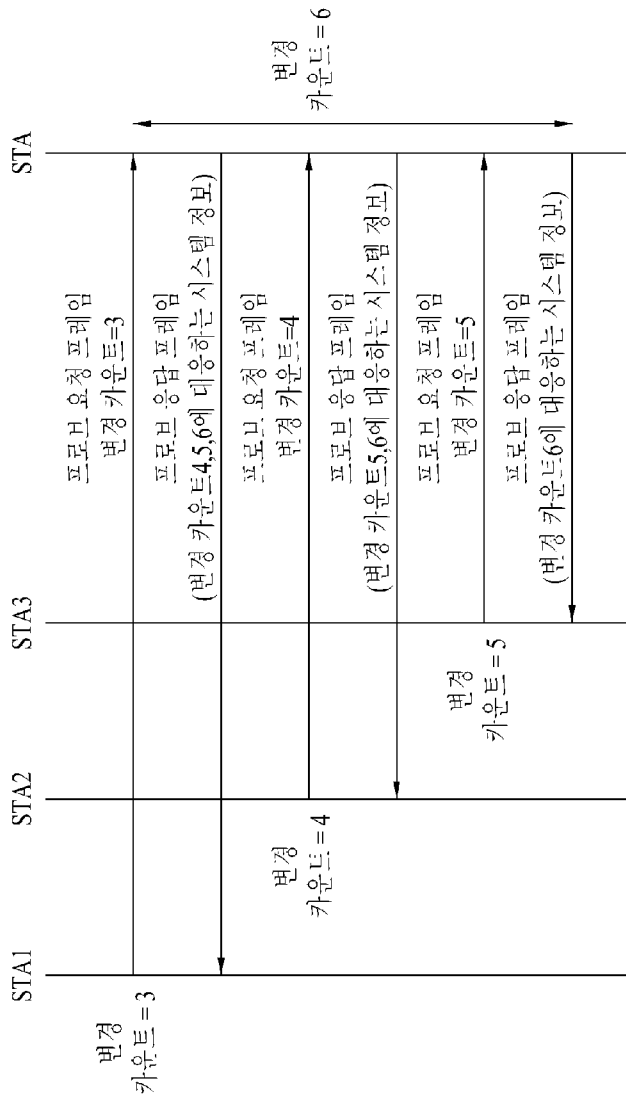 STA1
STA2
STA3
STA
변경
카운트 = 3
프로브 요청 프레임
변경 카운트=3
프로브 응답 프레임
(변경 카운트4,5,6에 대응하는 시스템 정보)
변경
카운트 = 4
프로브 요청 프레임
변경 카운트=4
프로브 응답 프레임
(변경 카운트5,6에 대응하는 시스템 정보)
변경
카운트 = 5
프로브 요청 프레임
변경 카운트=5
프로브 응답 프레임
(변경 카운트6에 대응하는 시스템 정보)
변경
카운트 = 6